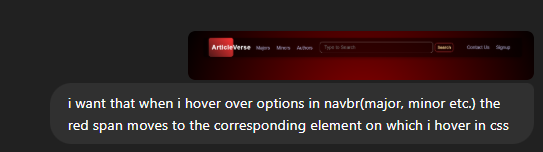 ArticleVerse Majors Minors Authors Type to Search Search Contact Us Signup
i want that when i hover over options in navbr(major, minor etc.) the
red span moves to the corresponding element on which i hover in css